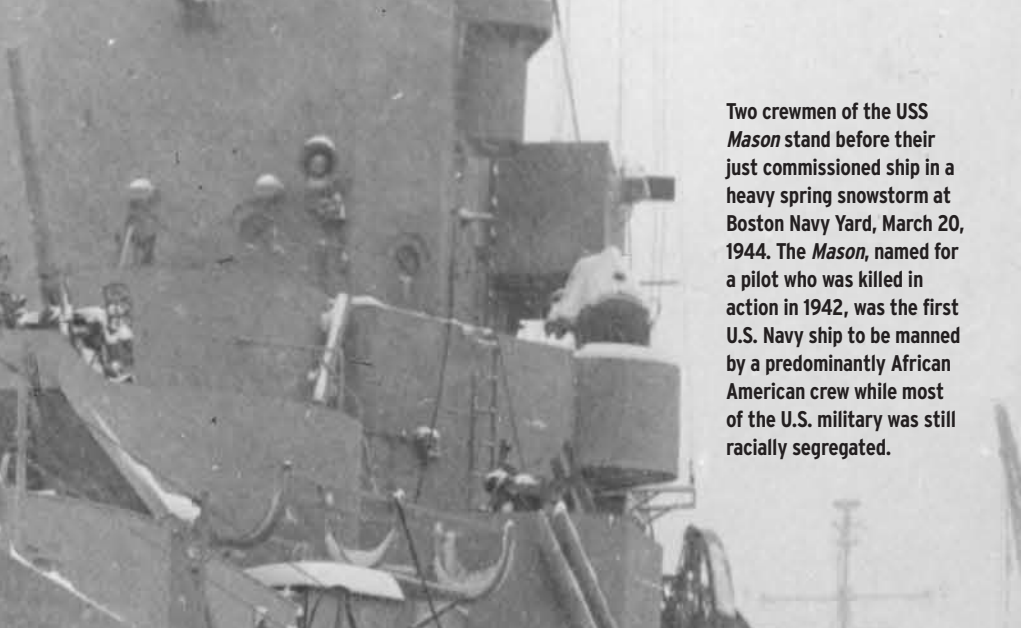 Two crewmen of the USS
Mason stand before their
just commissioned ship in a
heavy spring snowstorm at
Boston Navy Yard, March 20,
1944. The Mason, named for
a pilot who was killed in
action in 1942, was the first
U.S. Navy ship to be manned
by a predominantly African
American crew while most
of the U.S. military was still
racially segregated.